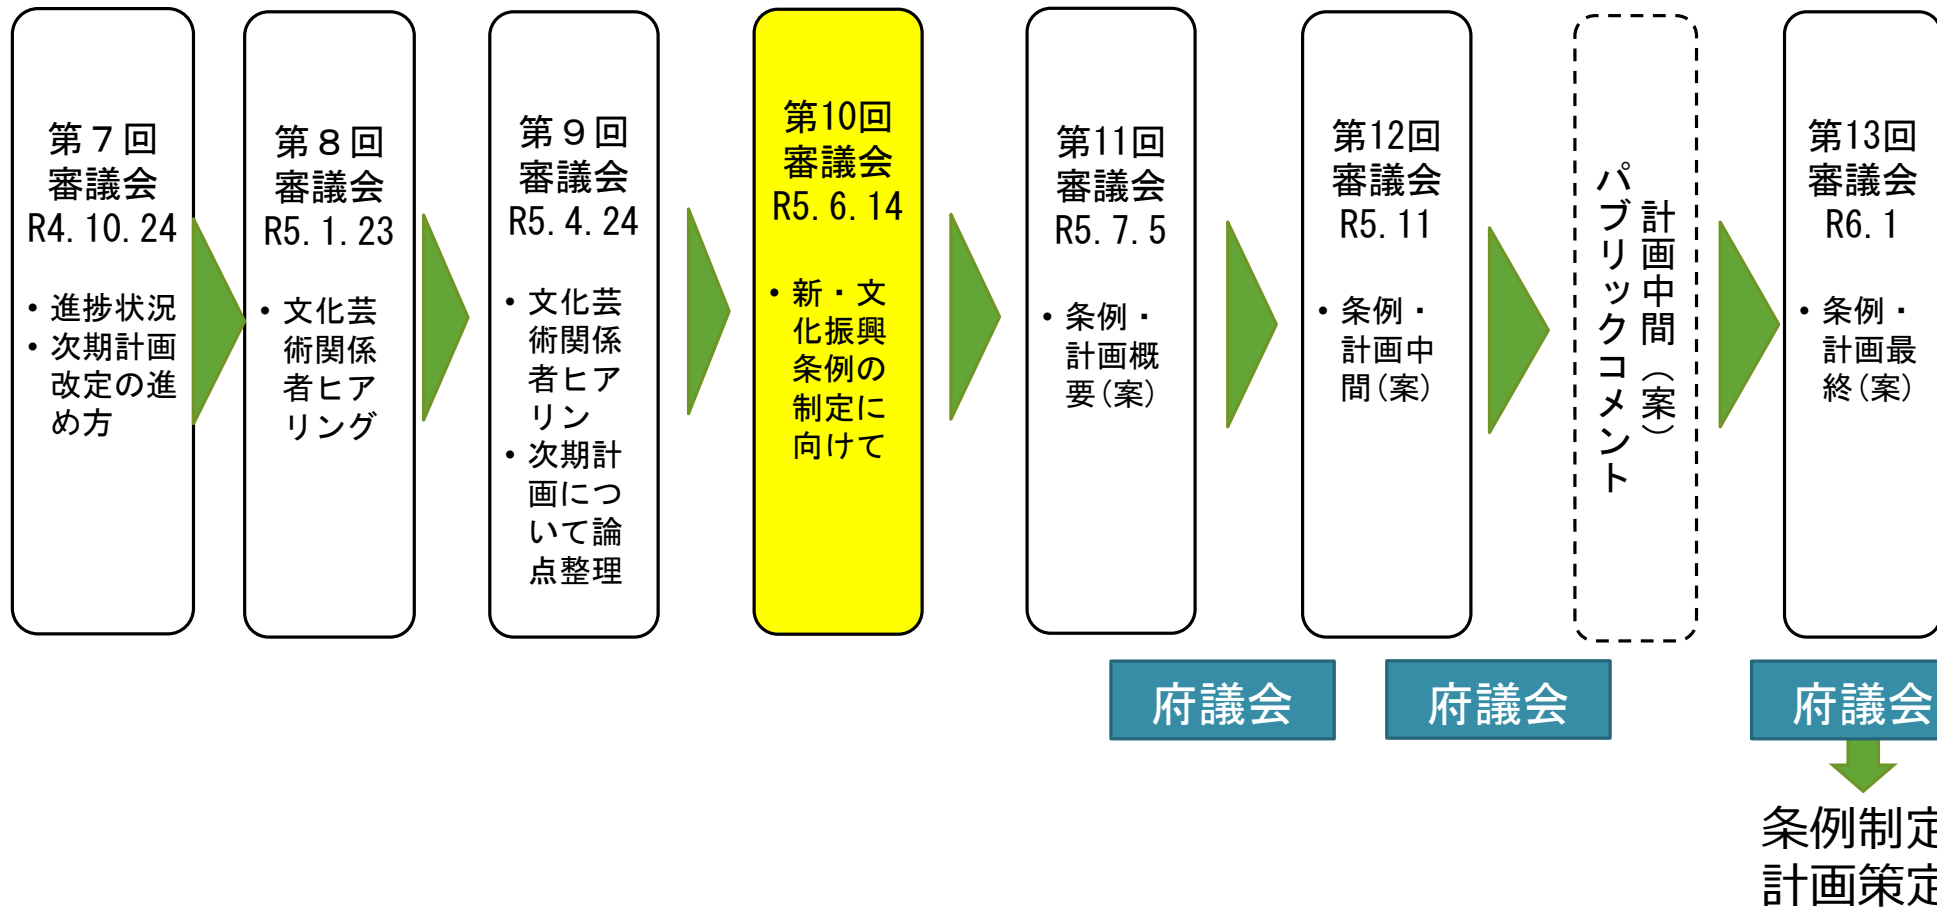 第７回
審議会
R4.10.24
• 進捗状況
• 次期計画
改定の進
め方
第８回
審議会
R5.1.23
• 文化芸
術関係
者ヒア
リング
第９回
審議会
R5.4.24
• 文化芸
術関係
者ヒア
リン
• 次期計
画につ
いて論
点整理
第10回
審議会
R5.6.14
• 新・文
化振興
条例の
制定に
向けて
第11回
審議会
R5.7.5
• 条例・
計画概
要(案)
第12回
審議会
R5.11
• 条例・
計画中
間(案)
計画中間（案）
パブリックコメント
第13回
審議会
R6.1
• 条例・
計画最
終(案)
府議会
府議会
府議会
条例制定
計画策定